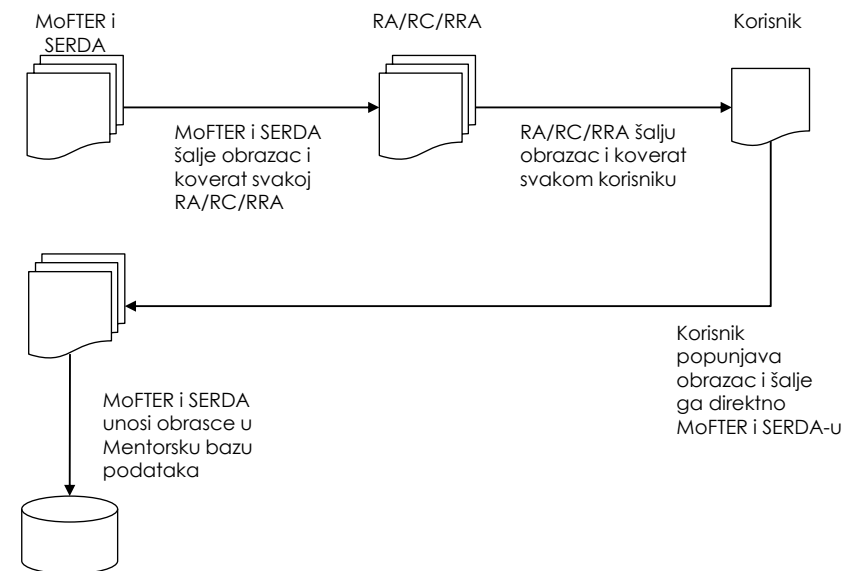 MoFTER i
SERDA
RA/RC/RRA
Korisnik
MoFTER i SERDA
šalje obrazac i
koverat svakoj
RA/RC/RRA
RA/RC/RRA šalju
obrazac i koverat
svakom korisniku
Korisnik
popunjava
obrazac i šalje
ga direktno
MoFTER i SERDA-u
MoFTER i SERDA
unosi obrasce u
Mentorsku bazu
podataka